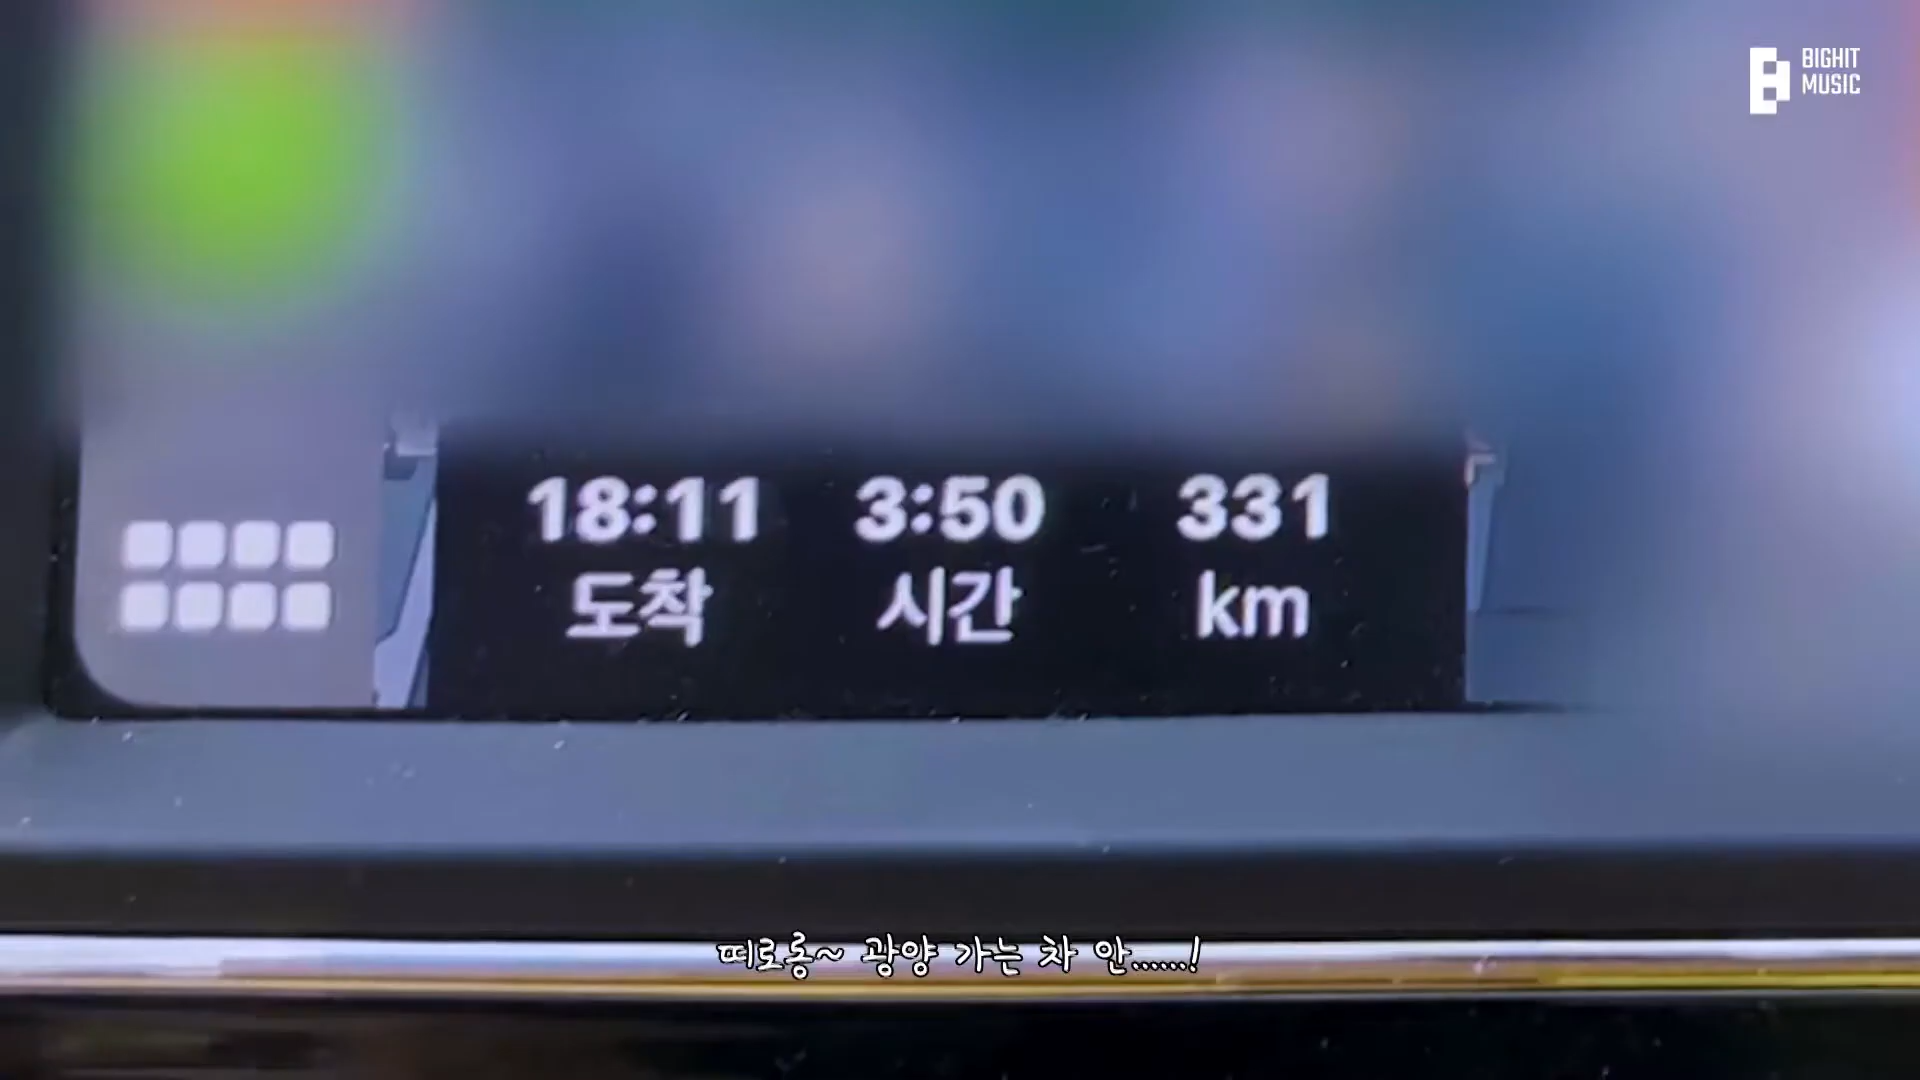 BIGHIT
MUSIC
18:11 3:50 331
도착 시간 km
띠로롱~ 광양 가는 차 안......!